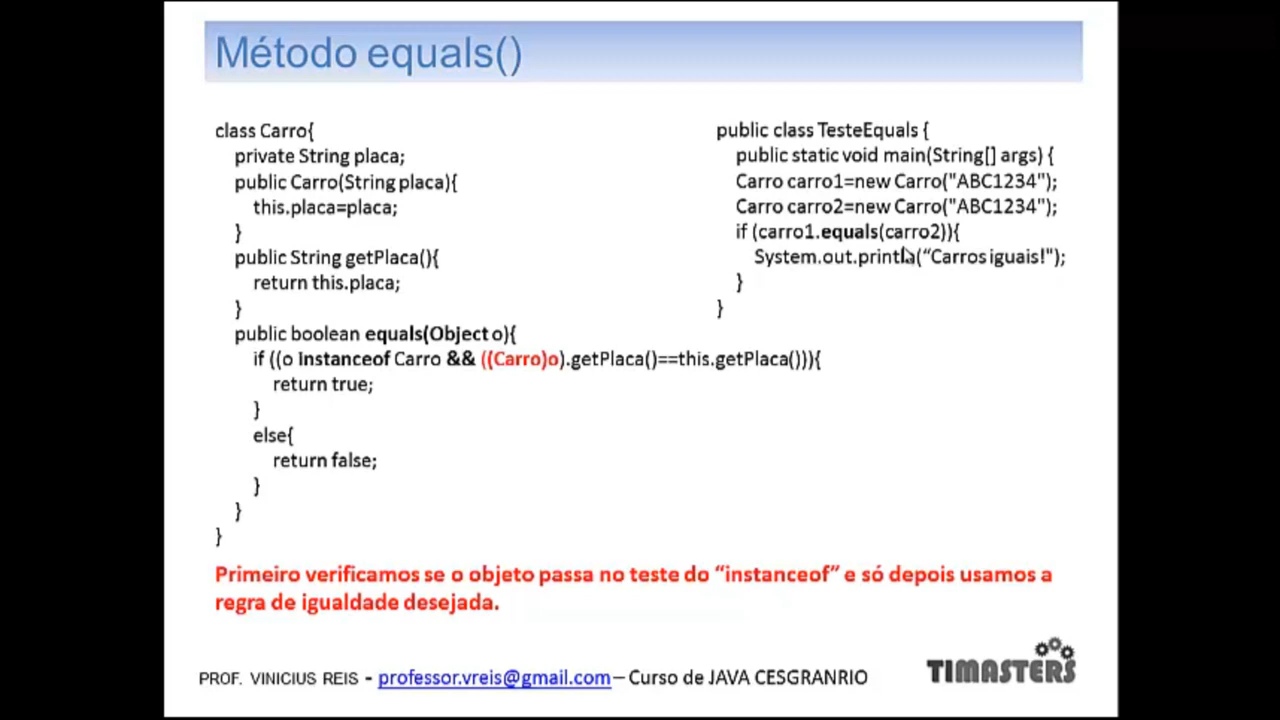 Método equals()
class Carro{
private String placa;
public Carro(String placa){
this.placa=placa;
}
public String getPlaca(){
return this.placa;
}
public boolean equals(Object o){
if ((o instanceof Carro && ((Carro)o).getPlaca()==this.getPlaca())){
return true;
}
else{
return false;
}
}
}
public class TesteEquals {
public static void main(String[] args) {
Carro carro1=new Carro("ABC1234");
Carro carro2=new Carro("ABC1234");
if (carro1.equals(carro2)){
System.out.println(“Carros iguais!");
}
}
Primeiro verificamos se o objeto passa no teste do “instanceof” e só depois usamos a
regra de igualdade desejada.
PROF. VINICIUS REIS - professor.vreis@gmail.com – Curso de JAVA CESGRANRIO
TIMASTERS